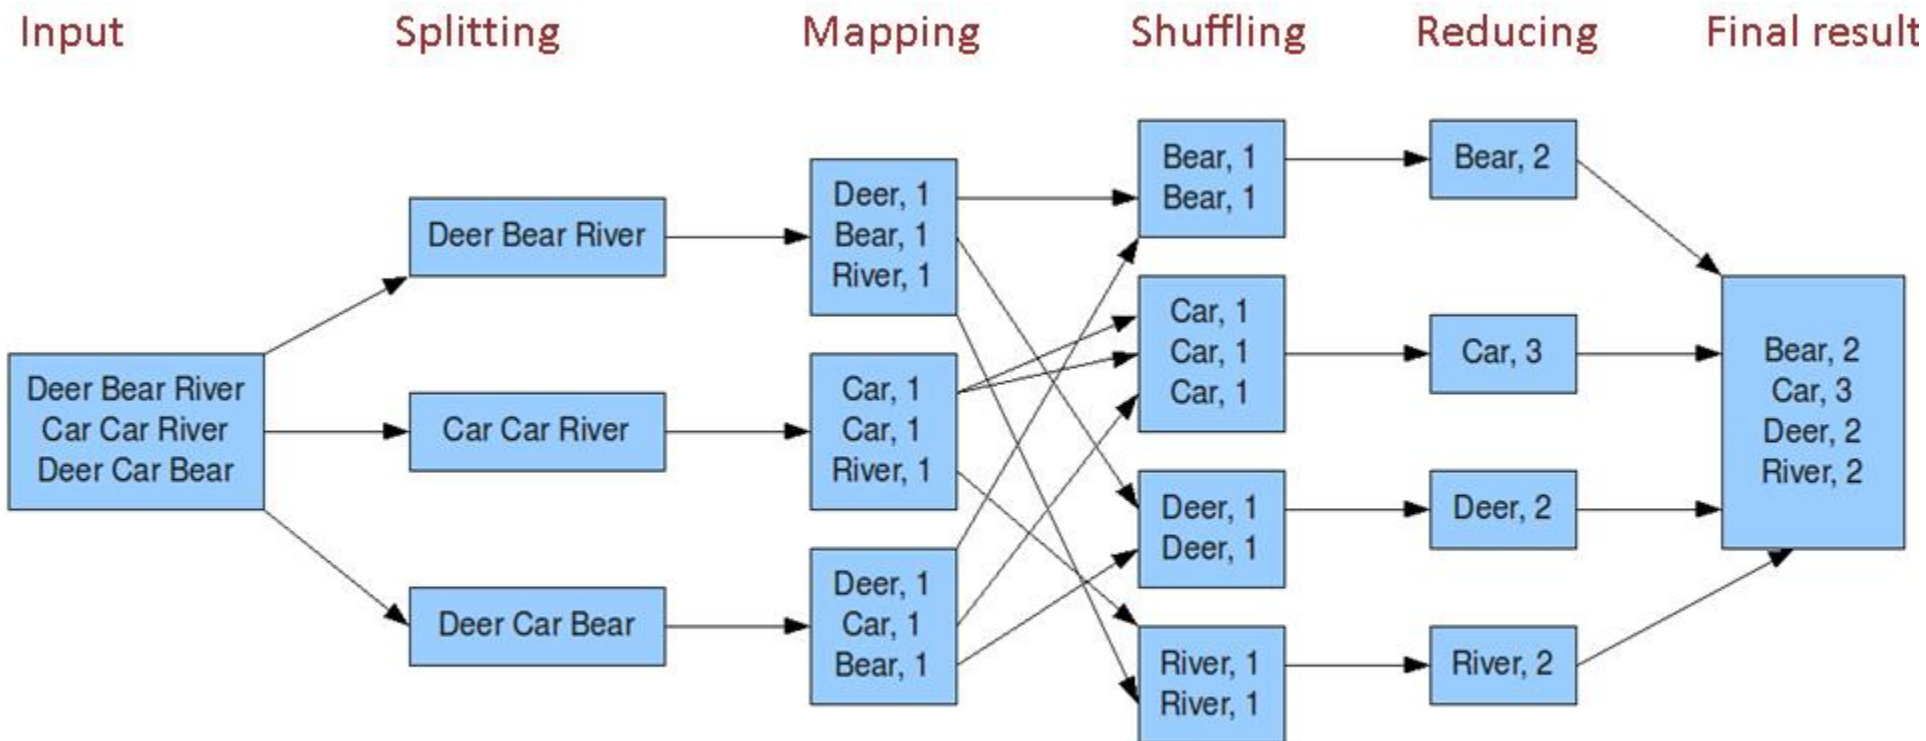 Input
Splitting
Mapping
Shuffling
Reducing
Final result
Deer Bear River
Car Car River
Deer Car Bear
Deer Bear River
Car Car River
Deer Car Bear
Deer, 1
Bear, 1
River, 1
Car, 1
Car, 1
River, 1
Deer, 1
Car, 1
Bear, 1
Bear, 1
Bear, 1
Car, 1
Car, 1
Car, 1
Deer, 1
Deer, 1
River, 1
River, 1
Bear, 2
Car, 3
Deer, 2
River, 2
Bear, 2
Car, 3
Deer, 2
River, 2